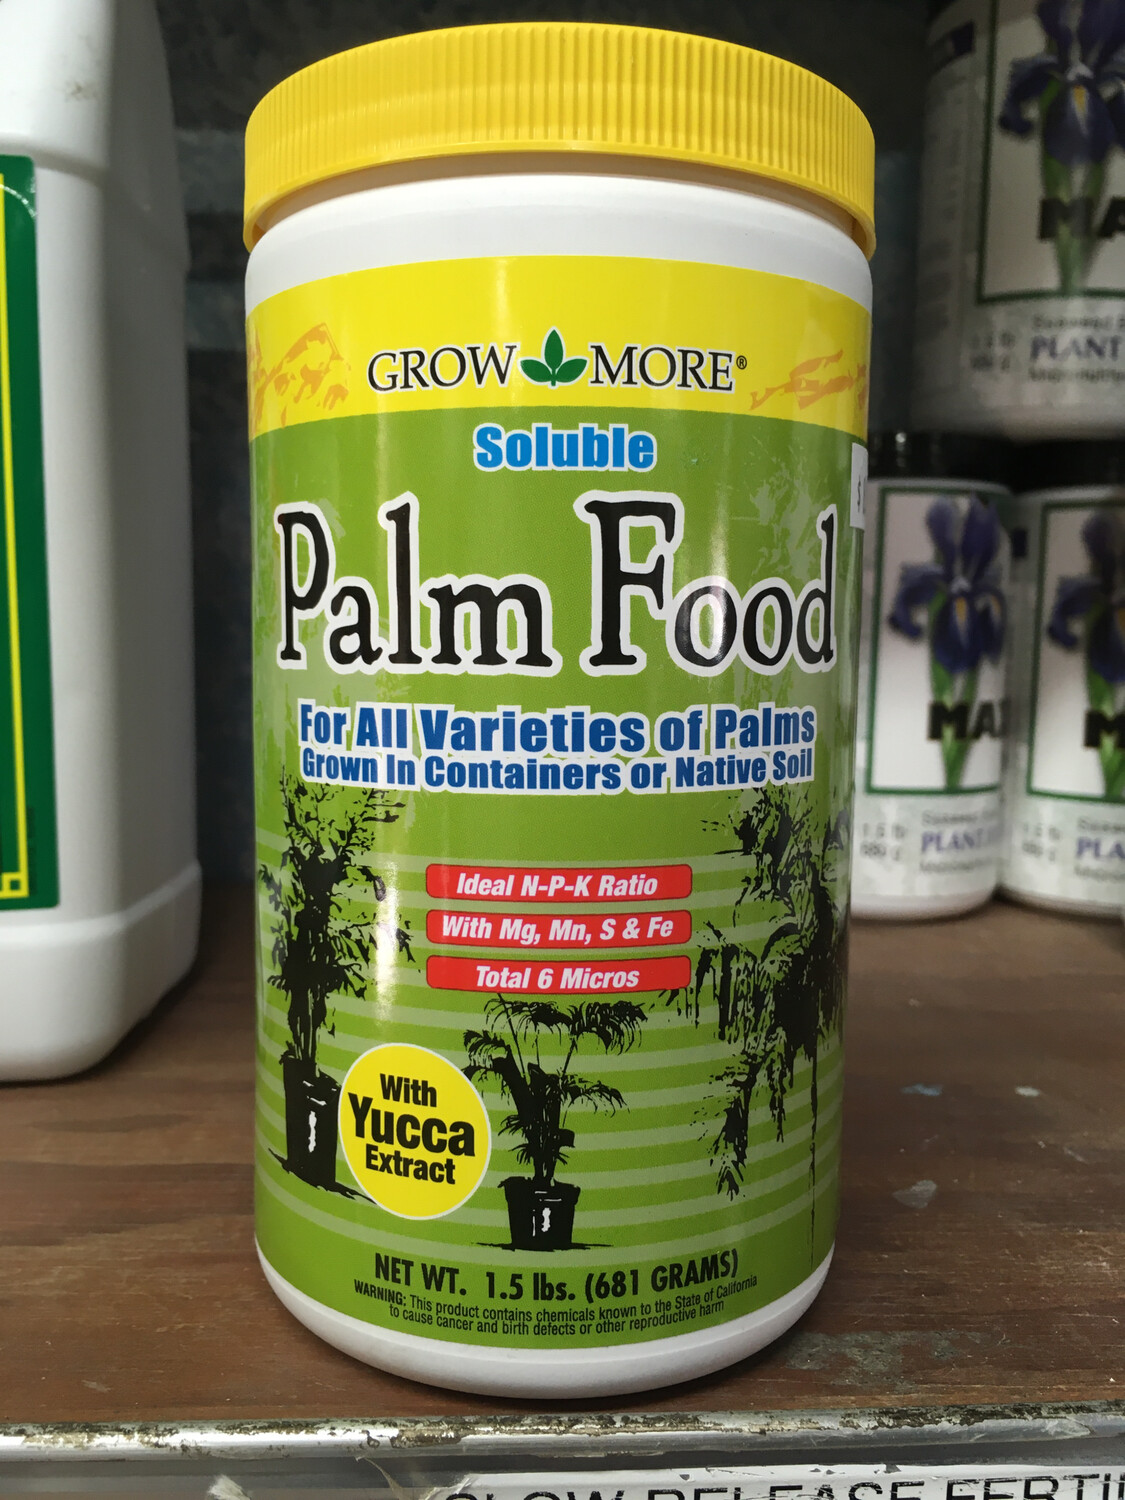 GROW MORE®
Soluble
Palm Food
For All Varieties of Palms
Grown In Containers or Native Soil
Ideal N-P-K Ratio
With Mg, Mn, S & Fe
Total 6 Micros
With
Yucca
Extract
NET WT. 1.5 lbs. (681 GRAMS)
WARNING: This product contains chemicals known to the State of California
to cause cancer and birth defects or other reproductive harm
PLANT
PLANT
SLOW RELEASE